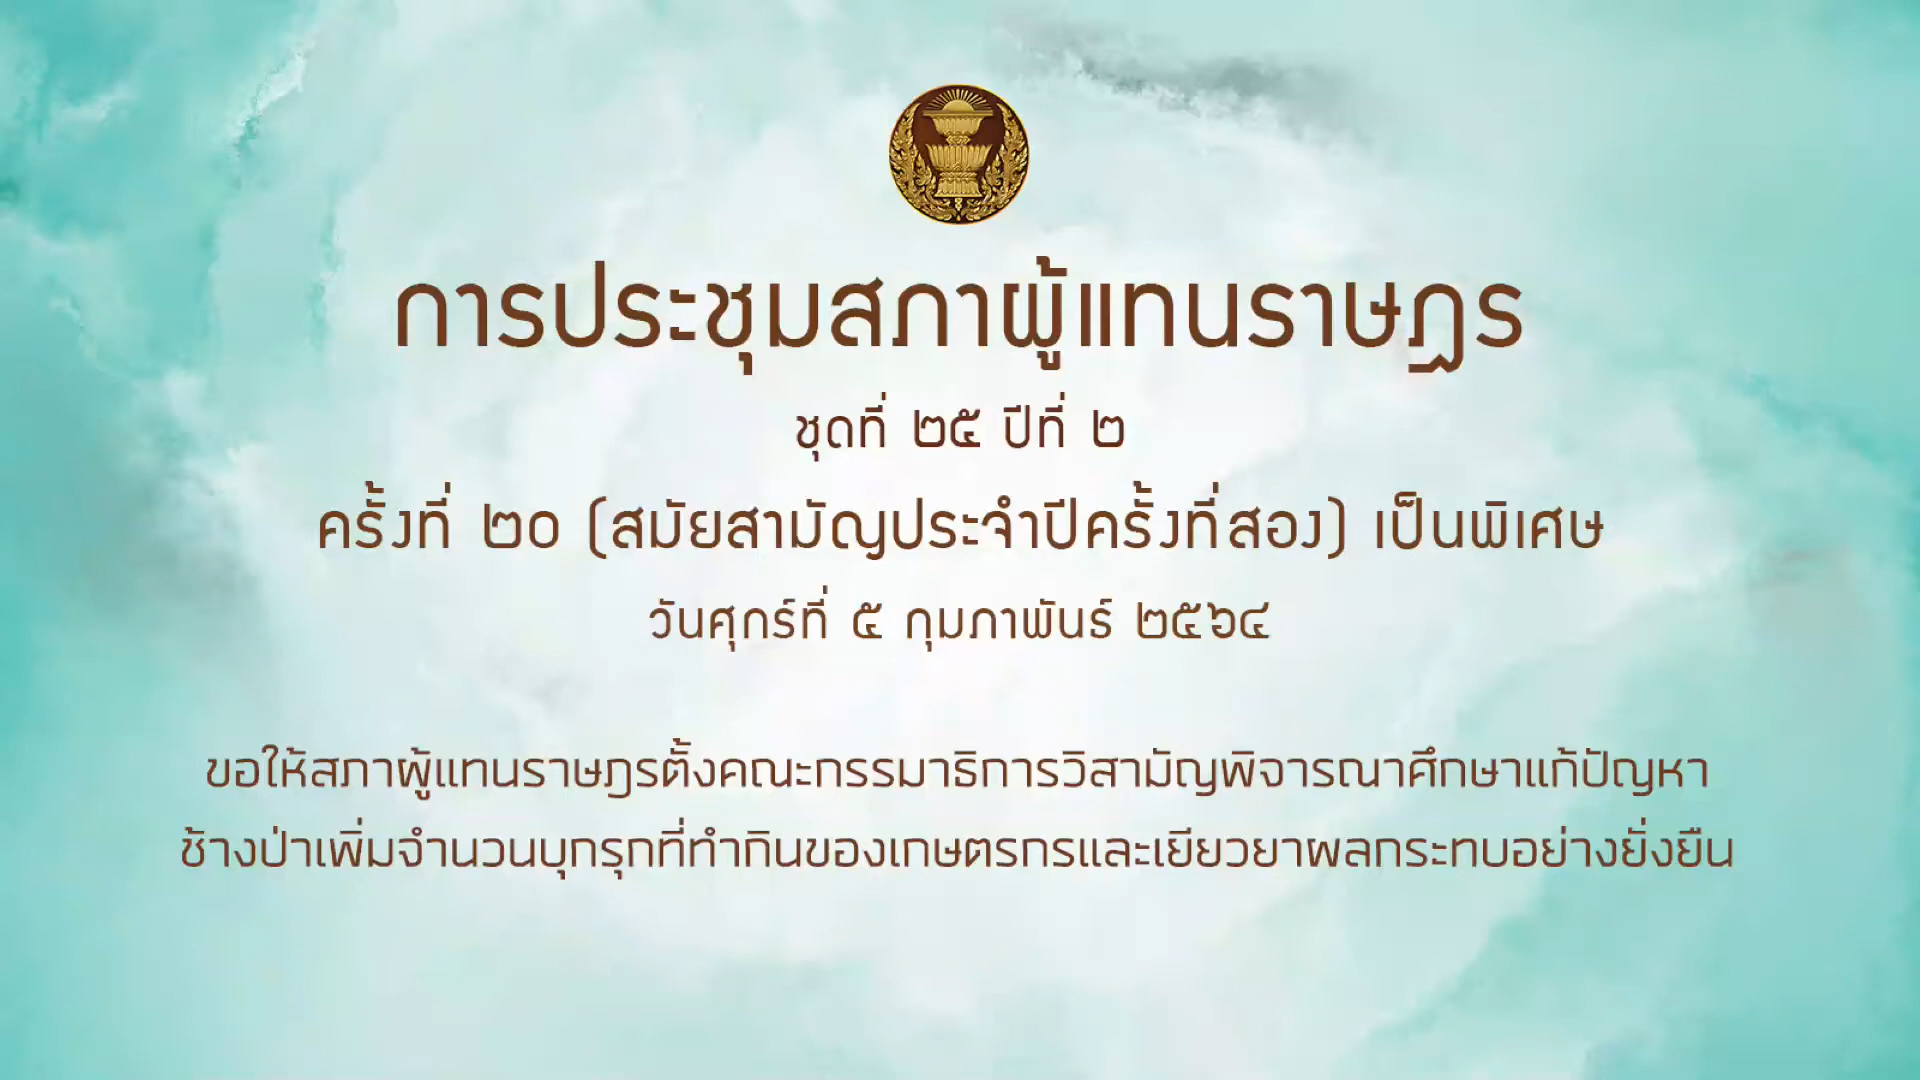 การประชุมสภาผู้แทนราษฎร
ชุดที่ ๒๕ ปีที่ ๒
ครั้งที่ ๒๐ (สมัยสามัญประจำปีครั้งที่สอง) เป็นพิเศษ
วันศุกร์ที่ ๕ กุมภาพันธ์ ๒๕๖๔
ขอให้สภาผู้แทนราษฎรตั้งคณะกรรมาธิการวิสามัญพิจารณาศึกษาแก้ปัญหา
ช้างป่าเพิ่มจำนวนบุกรุกที่ทำกินของเกษตรกรและเยียวยาผลกระทบอย่างยั่งยืน